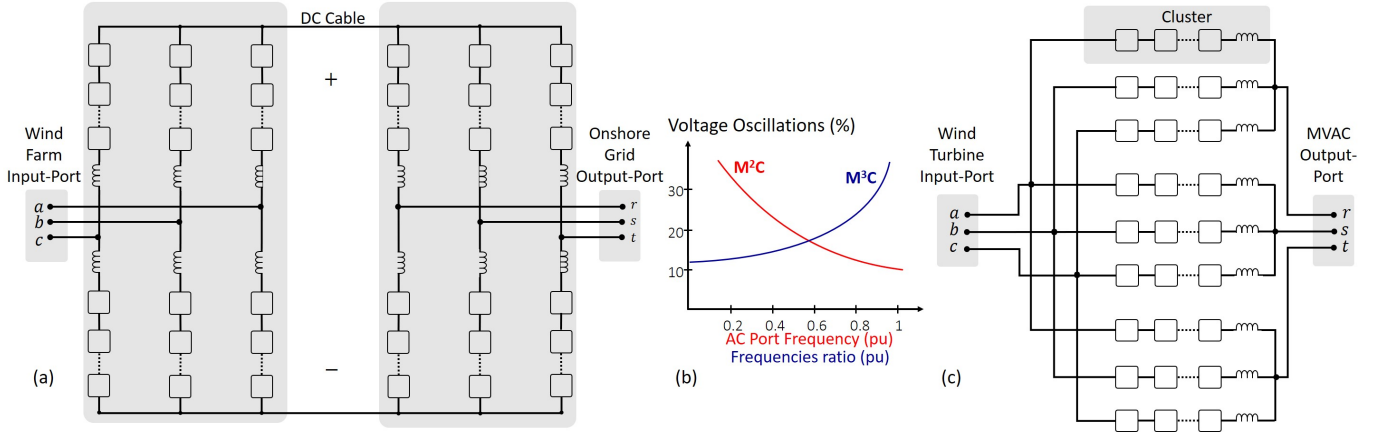 DC Cable
+
Wind
Farm
Input-Port
a
b
c
Onshore
Grid
Output-Port
r
s
t
−
(a)
Voltage Oscillations (%)
M²C
M³C
30
20
10
0.2 0.4 0.6 0.8 1
AC Port Frequency (pu)
Frequencies ratio (pu)
(b)
Cluster
Wind
Turbine
Input-Port
a
b
c
MVAC
Output-
Port
r
s
t
(c)